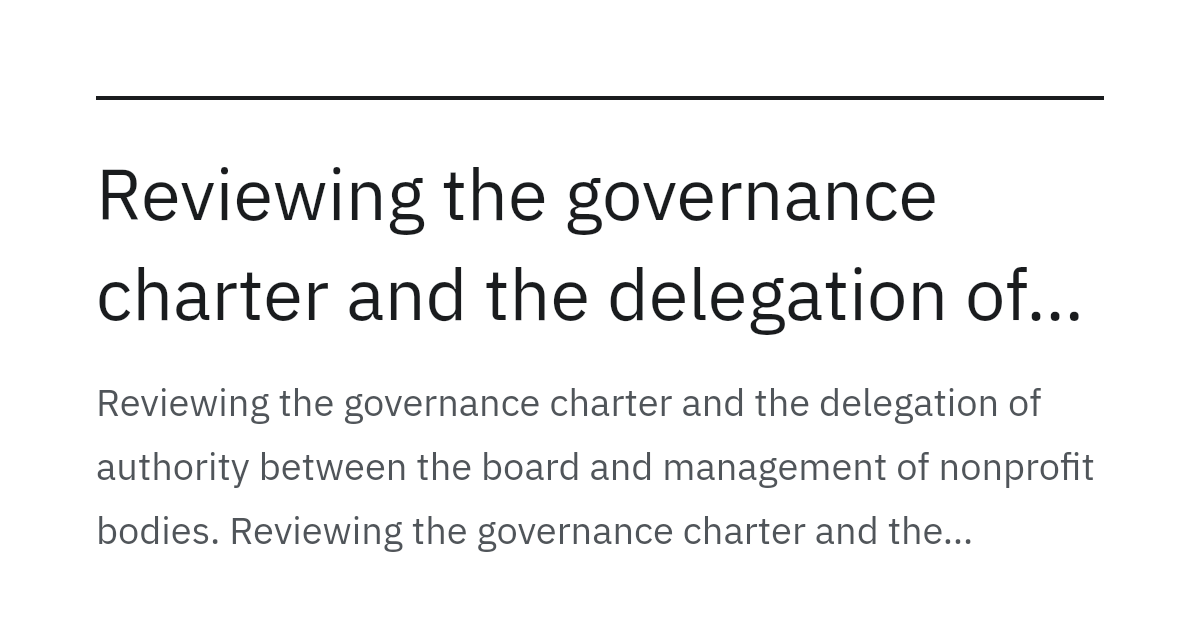 Reviewing the governance
charter and the delegation of...
Reviewing the governance charter and the delegation of
authority between the board and management of nonprofit
bodies. Reviewing the governance charter and the...